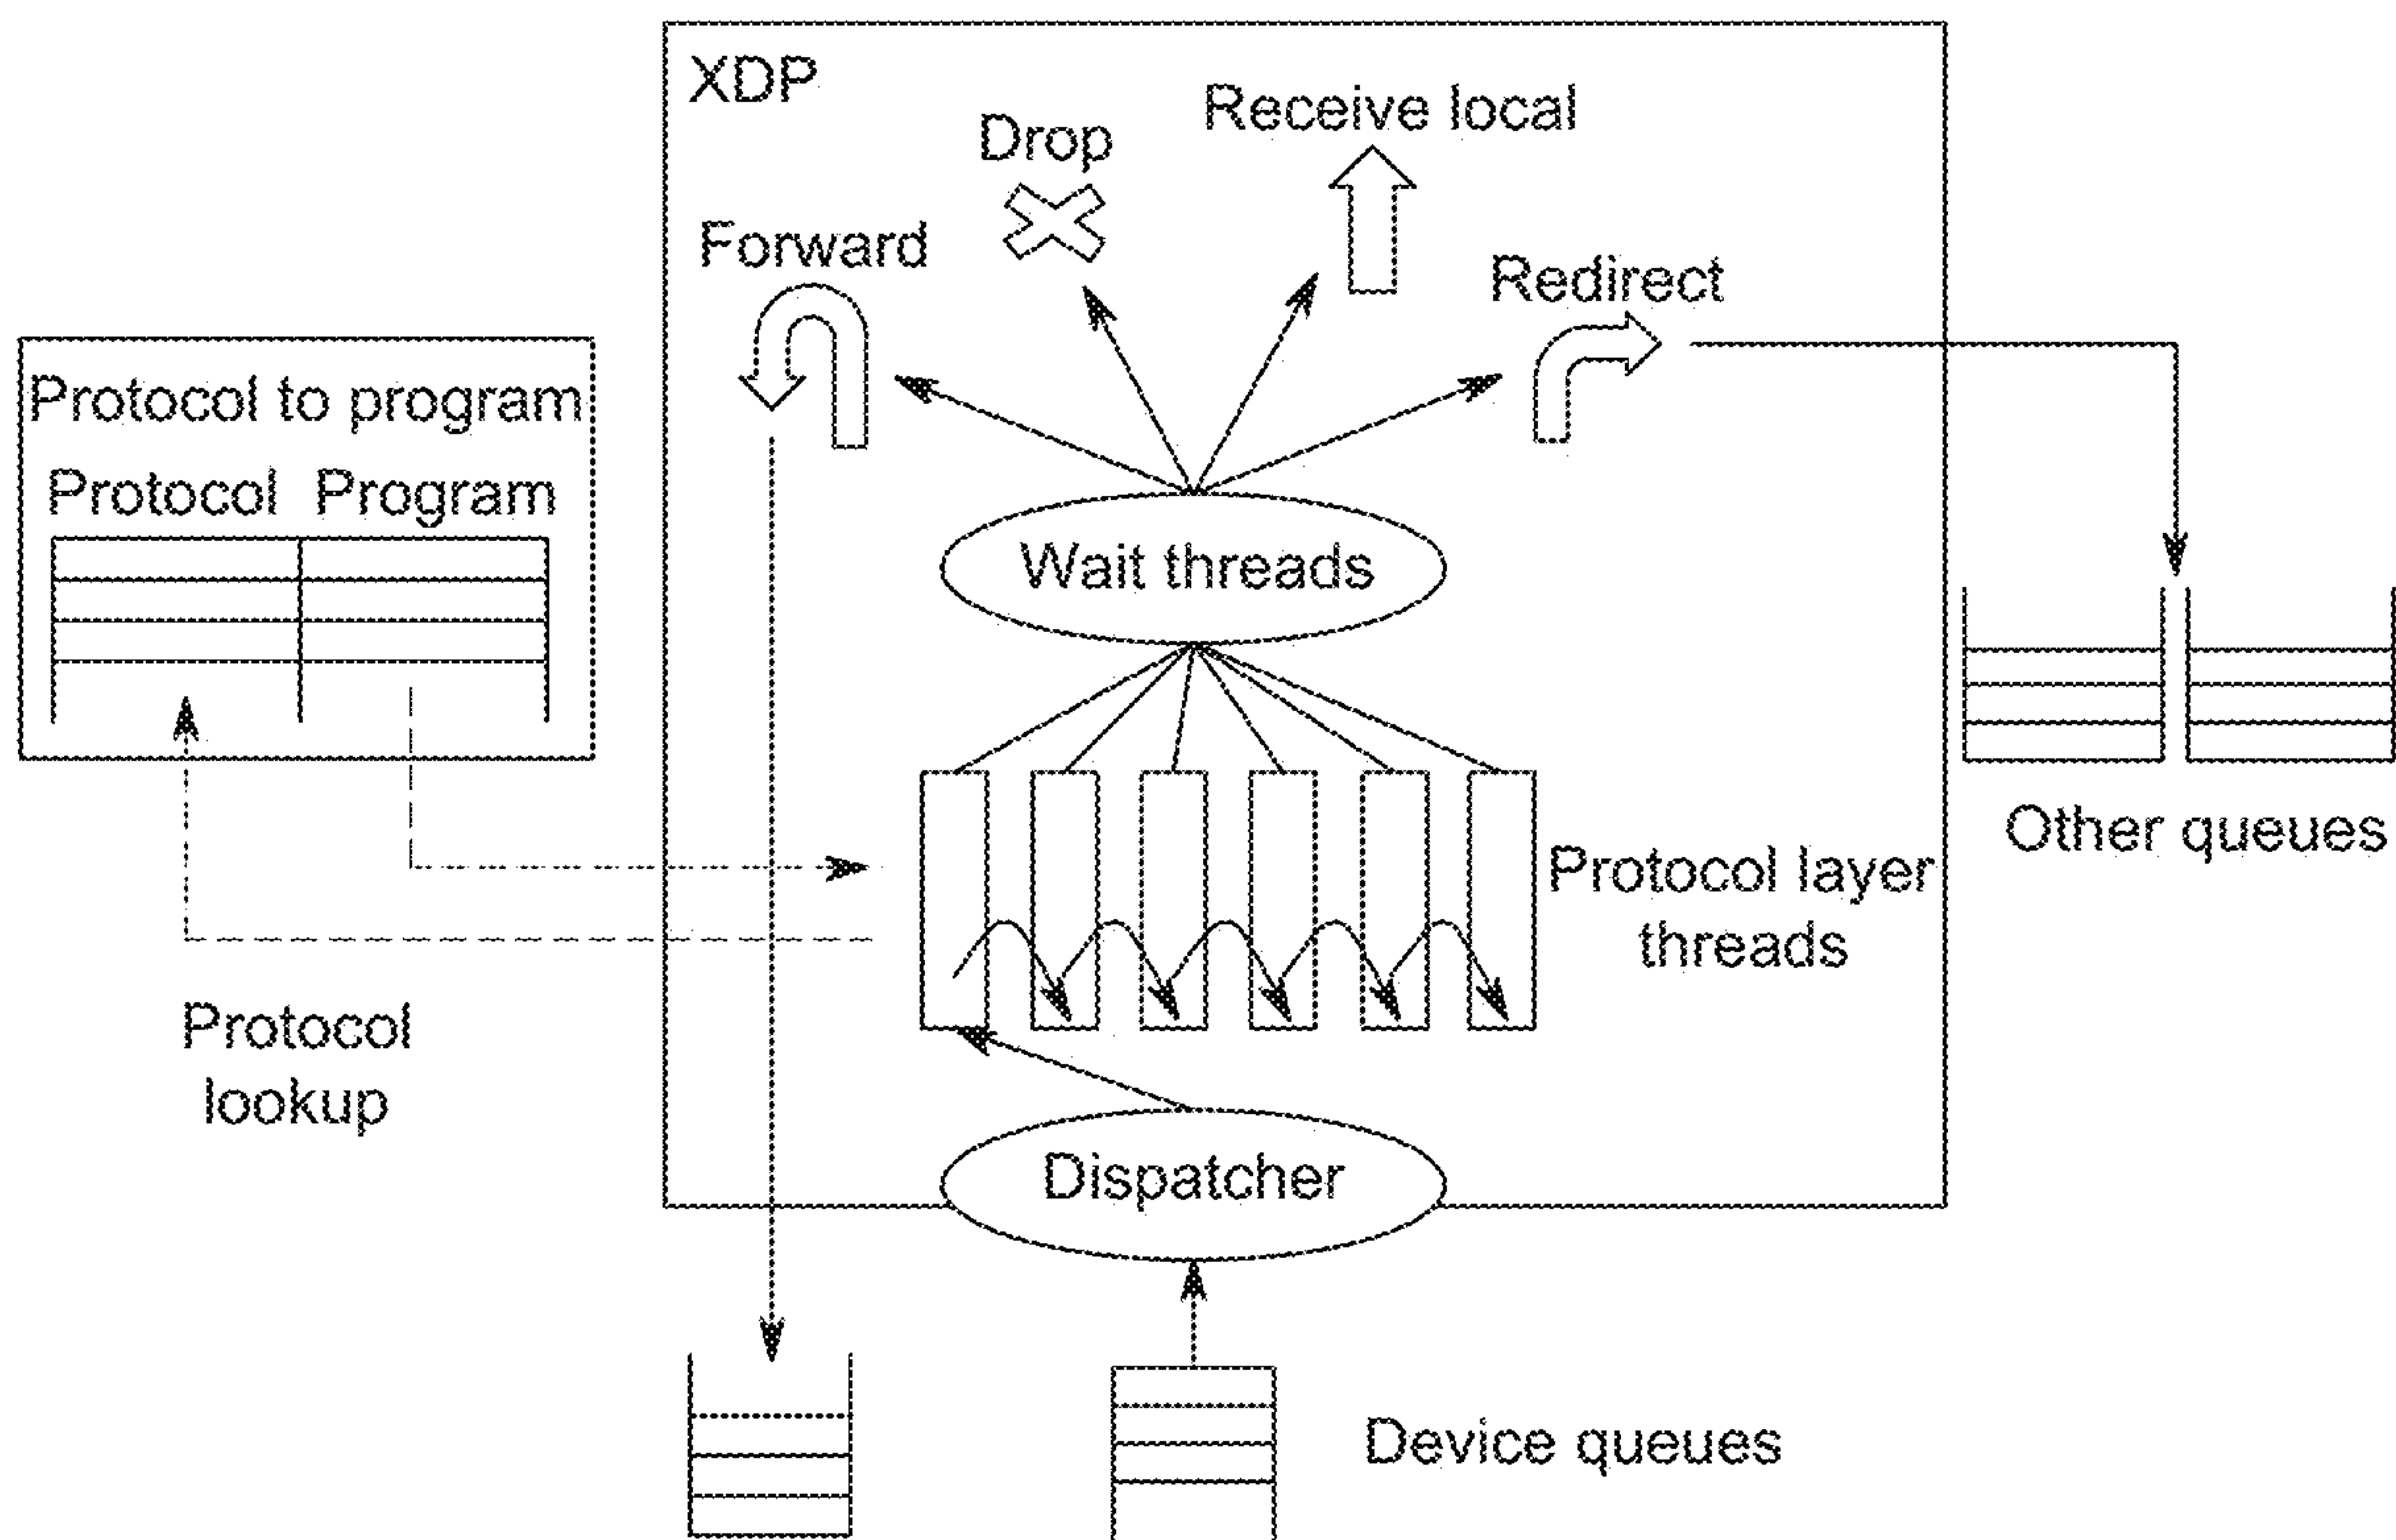 XDP
Receive local
Drop
Forward
Redirect
Protocol to program
Protocol Program
Wait threads
Other queues
Protocol layer
threads
Protocol
lookup
Dispatcher
Device queues